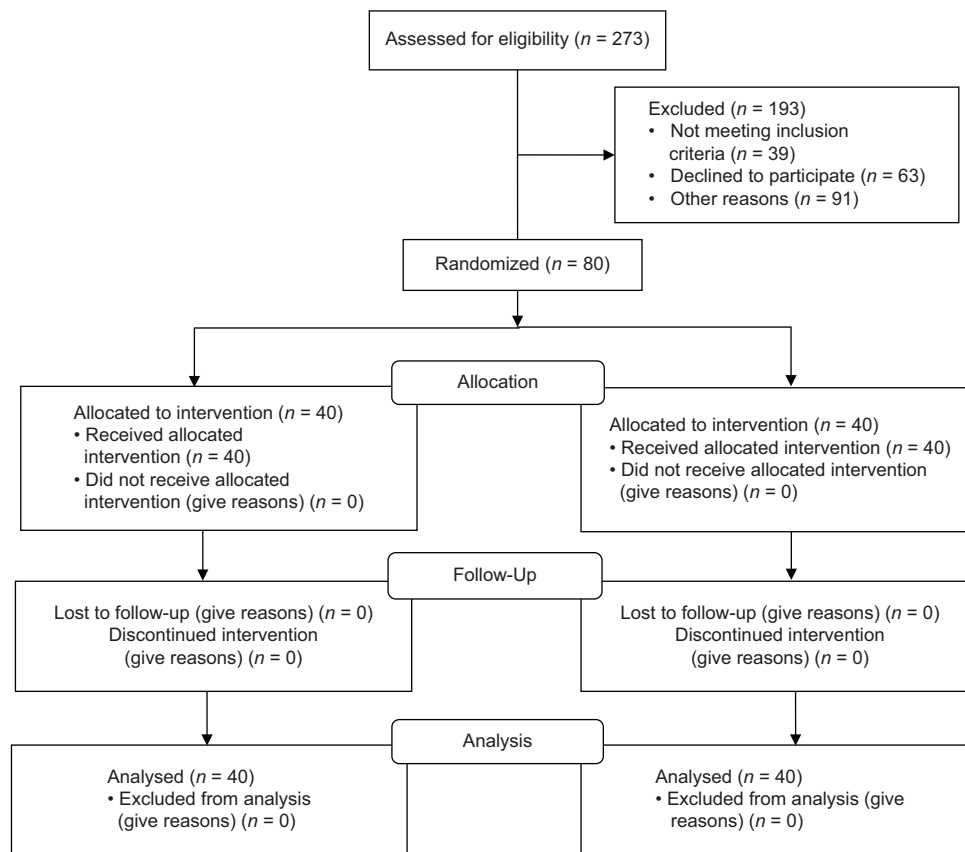 Assessed for eligibility (n = 273)
Excluded (n = 193)
• Not meeting inclusion
criteria (n = 39)
• Declined to participate (n = 63)
• Other reasons (n = 91)
Randomized (n = 80)
Allocation
Allocated to intervention (n = 40)
• Received allocated
intervention (n = 40)
• Did not receive allocated
intervention (give reasons) (n = 0)
Allocated to intervention (n = 40)
• Received allocated intervention (n = 40)
• Did not receive allocated intervention
(give reasons) (n = 0)
Follow-Up
Lost to follow-up (give reasons) (n = 0)
Discontinued intervention
(give reasons) (n = 0)
Lost to follow-up (give reasons) (n = 0)
Discontinued intervention
(give reasons) (n = 0)
Analysis
Analysed (n = 40)
• Excluded from analysis
(give reasons) (n = 0)
Analysed (n = 40)
• Excluded from analysis (give
reasons) (n = 0)